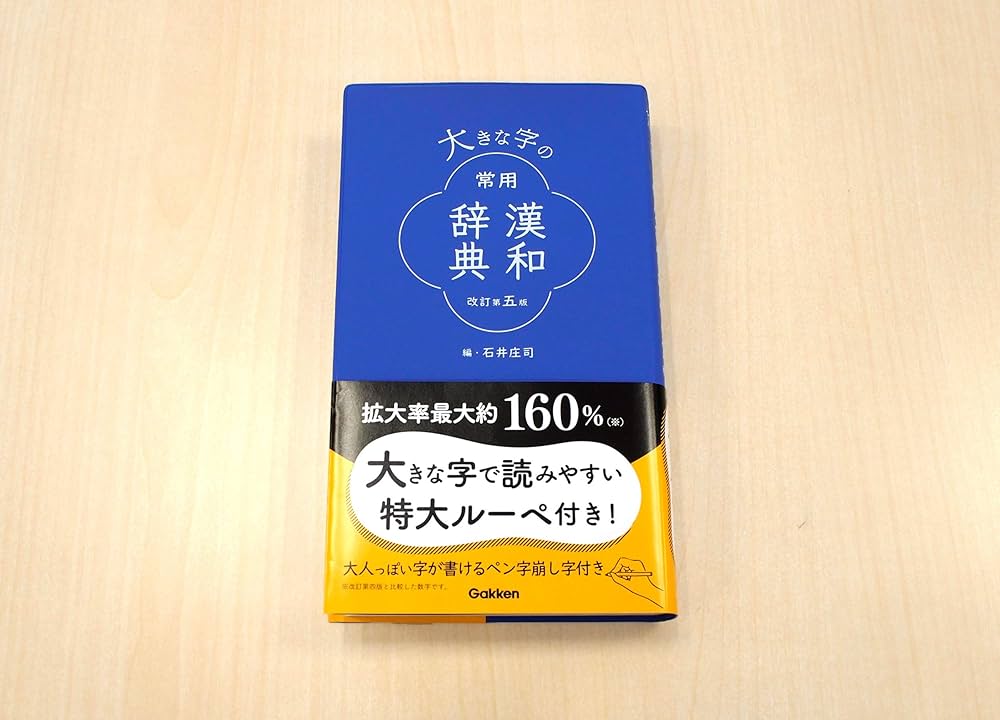 大きな字の
常用
漢和
辞典
改訂第五版
編・石井庄司
拡大率最大約160%(※)
大きな字で読みやすい
特大ルーペ付き!
大人っぽい字が書けるペン字崩し字付き
※改訂第四版と比較した数字です。
Gakken